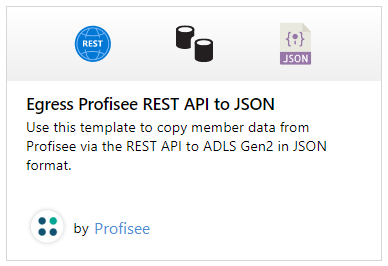 REST
JSON
Egress Profisee REST API to JSON
Use this template to copy member data from
Profisee via the REST API to ADLS Gen2 in JSON
format.
by Profisee